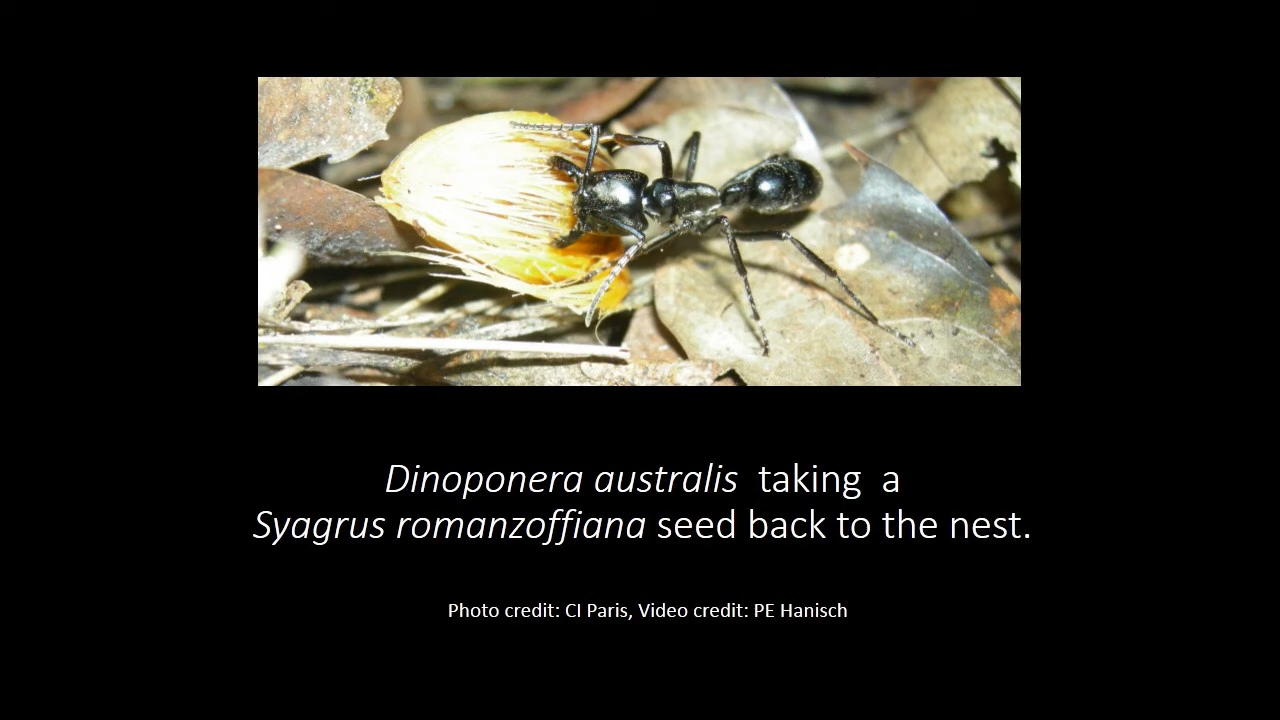 Dinoponera australis taking a
Syagrus romanzoffiana seed back to the nest.
Photo credit: CI Paris, Video credit: PE Hanisch